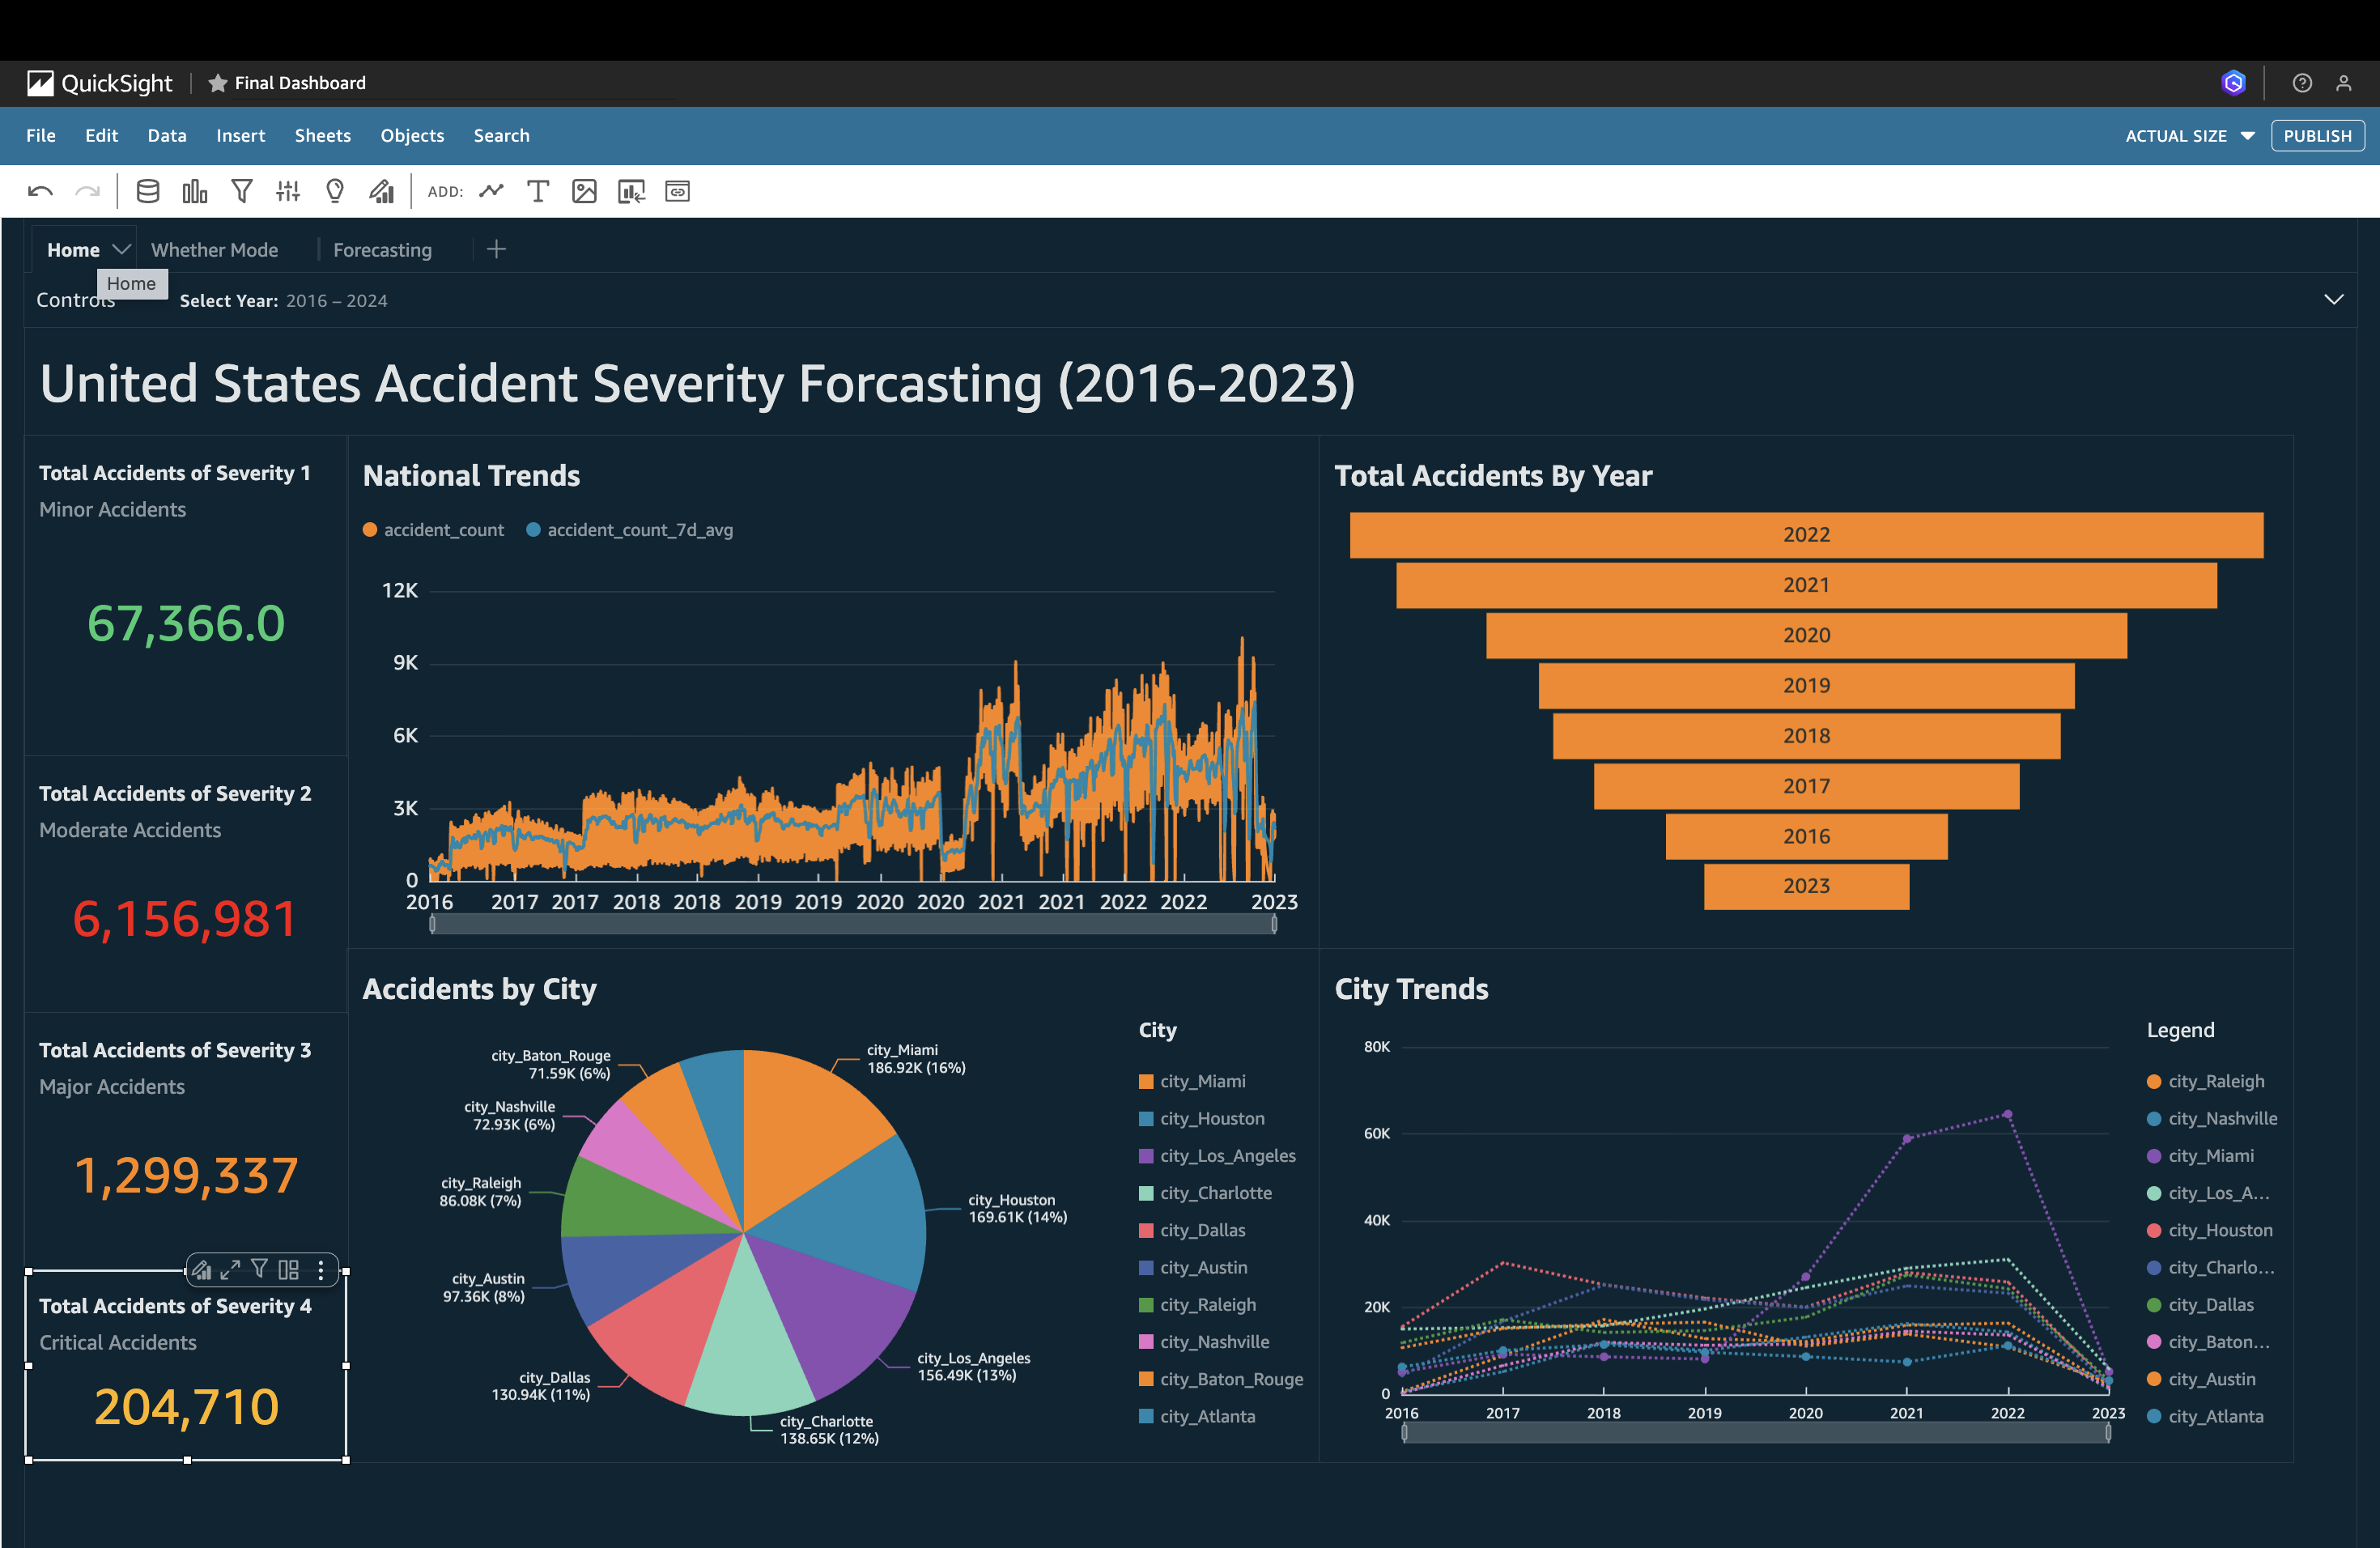 QuickSight
Final Dashboard
File Edit Data Insert Sheets Objects Search
ACTUAL SIZE
PUBLISH
ADD:
Home
Whether Mode
Forecasting
Home
Controls
Select Year: 2016 – 2024
United States Accident Severity Forcasting (2016-2023)
Total Accidents of Severity 1
Minor Accidents
67,366.0
Total Accidents of Severity 2
Moderate Accidents
6,156,981
Total Accidents of Severity 3
Major Accidents
1,299,337
Total Accidents of Severity 4
Critical Accidents
204,710
National Trends
accident_count accident_count_7d_avg
12K
9K
6K
3K
0
2016 2017 2017 2018 2018 2019 2019 2020 2020 2021 2021 2022 2022 2023
Total Accidents By Year
2022
2021
2020
2019
2018
2017
2016
2023
Accidents by City
city_Baton_Rouge
71.59K (6%)
city_Miami
186.92K (16%)
city_Nashville
72.93K (6%)
city_Raleigh
86.08K (7%)
city_Houston
169.61K (14%)
city_Austin
97.36K (8%)
city_Los_Angeles
156.49K (13%)
city_Dallas
130.94K (11%)
city_Charlotte
138.65K (12%)
City
city_Miami
city_Houston
city_Los_Angeles
city_Charlotte
city_Dallas
city_Austin
city_Raleigh
city_Nashville
city_Baton_Rouge
city_Atlanta
City Trends
80K
60K
40K
20K
0
2016 2017 2018 2019 2020 2021 2022 2023
Legend
city_Raleigh
city_Nashville
city_Miami
city_Los_A...
city_Houston
city_Charlo...
city_Dallas
city_Baton...
city_Austin
city_Atlanta